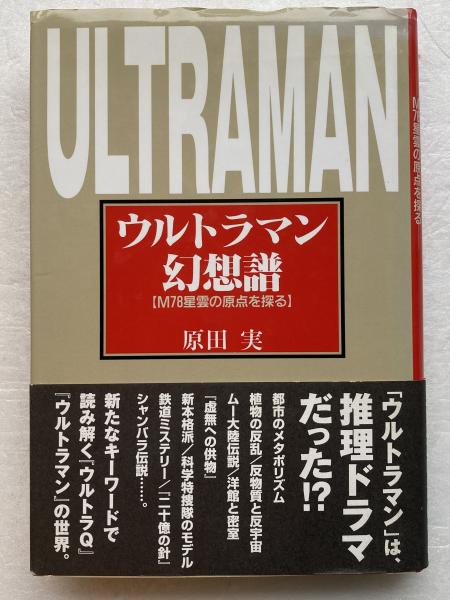 ULTRAMAN
ウルトラマン
幻想譜
【M78星雲の原点を探る】
原田 実
M78星雲の原点を探る
「ウルトラマン」は、
推理ドラマ
だった!?
都市のメタボリズム
植物の反乱/反物質と反宇宙
ムー大陸伝説/洋館と密室
『虚無への供物』
新本格派/科学特捜隊のモデル
鉄道ミステリー/『二十億の針』
シャンバラ伝説……。
新たなキーワードで
読み解く『ウルトラQ』
『ウルトラマン』の世界。